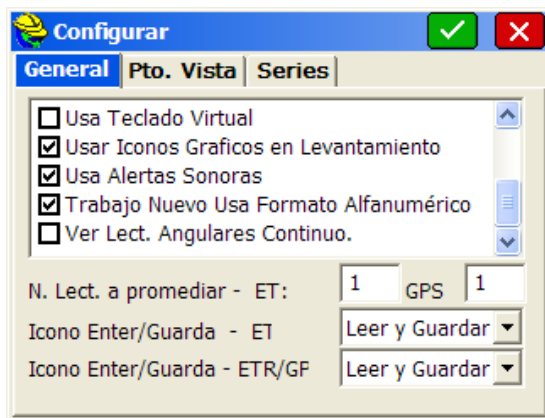 Configurar
General Pto. Vista Series
Usa Teclado Virtual
Usar Iconos Graficos en Levantamiento
Usa Alertas Sonoras
Trabajo Nuevo Usa Formato Alfanumérico
Ver Lect. Angulares Continuo.
N. Lect. a promediar - ET: 1 GPS 1
Icono Enter/Guarda - ET Leer y Guardar
Icono Enter/Guarda - ETR/GF Leer y Guardar